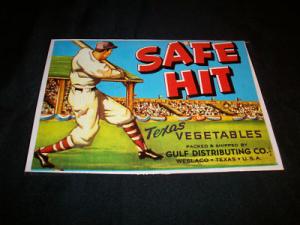 SAFE
HIT
Texas
VEGETABLES
PACKED & SHIPPED BY
GULF DISTRIBUTING CO.
WESLACO • TEXAS • U.S.A.